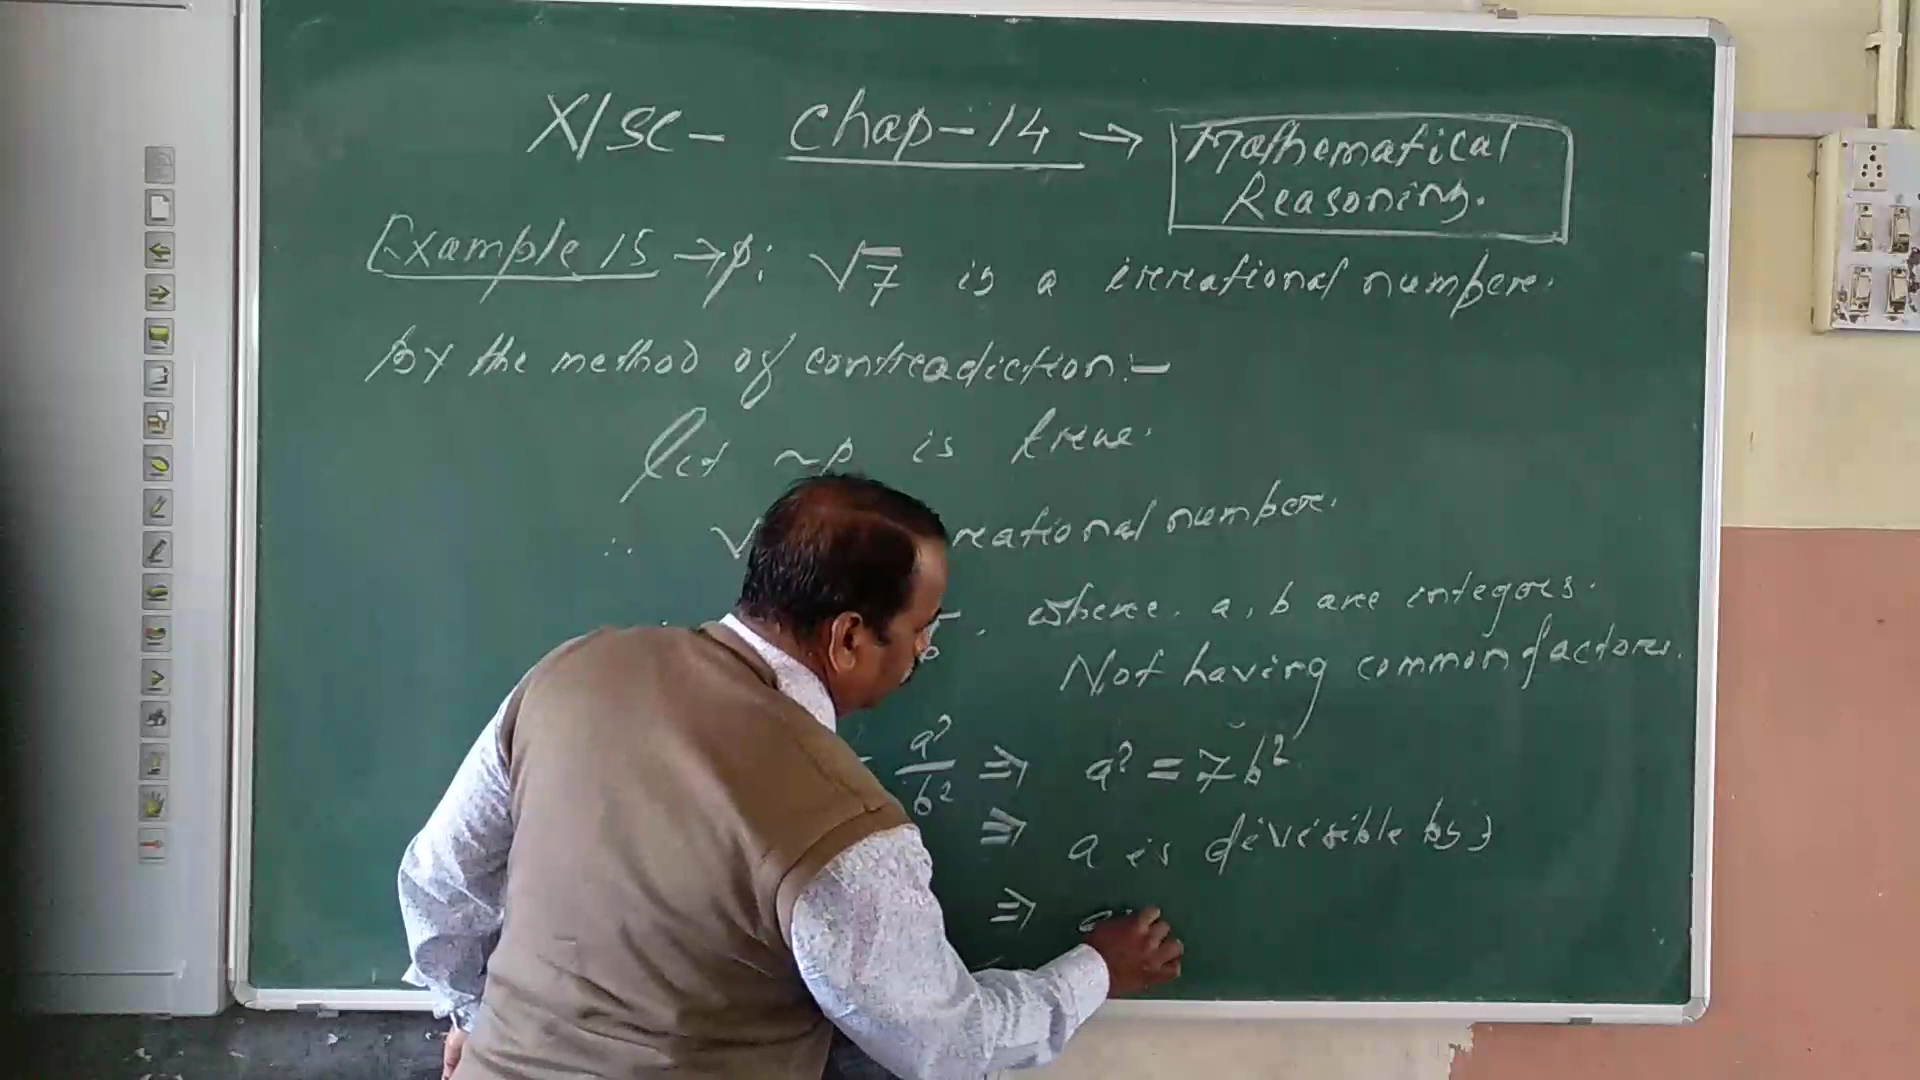 XI SC - Chap-14 → Mathematical Reasoning.
Example 15 → p: √7 is a irrational number.
by the method of contradiction:-
Let ~p is true.
∴ √ rational number.
where, a, b are integers.
Not having common factors.
a²/b² ⇒ a² = 7b²
⇒ a is divisible by 7
⇒ a